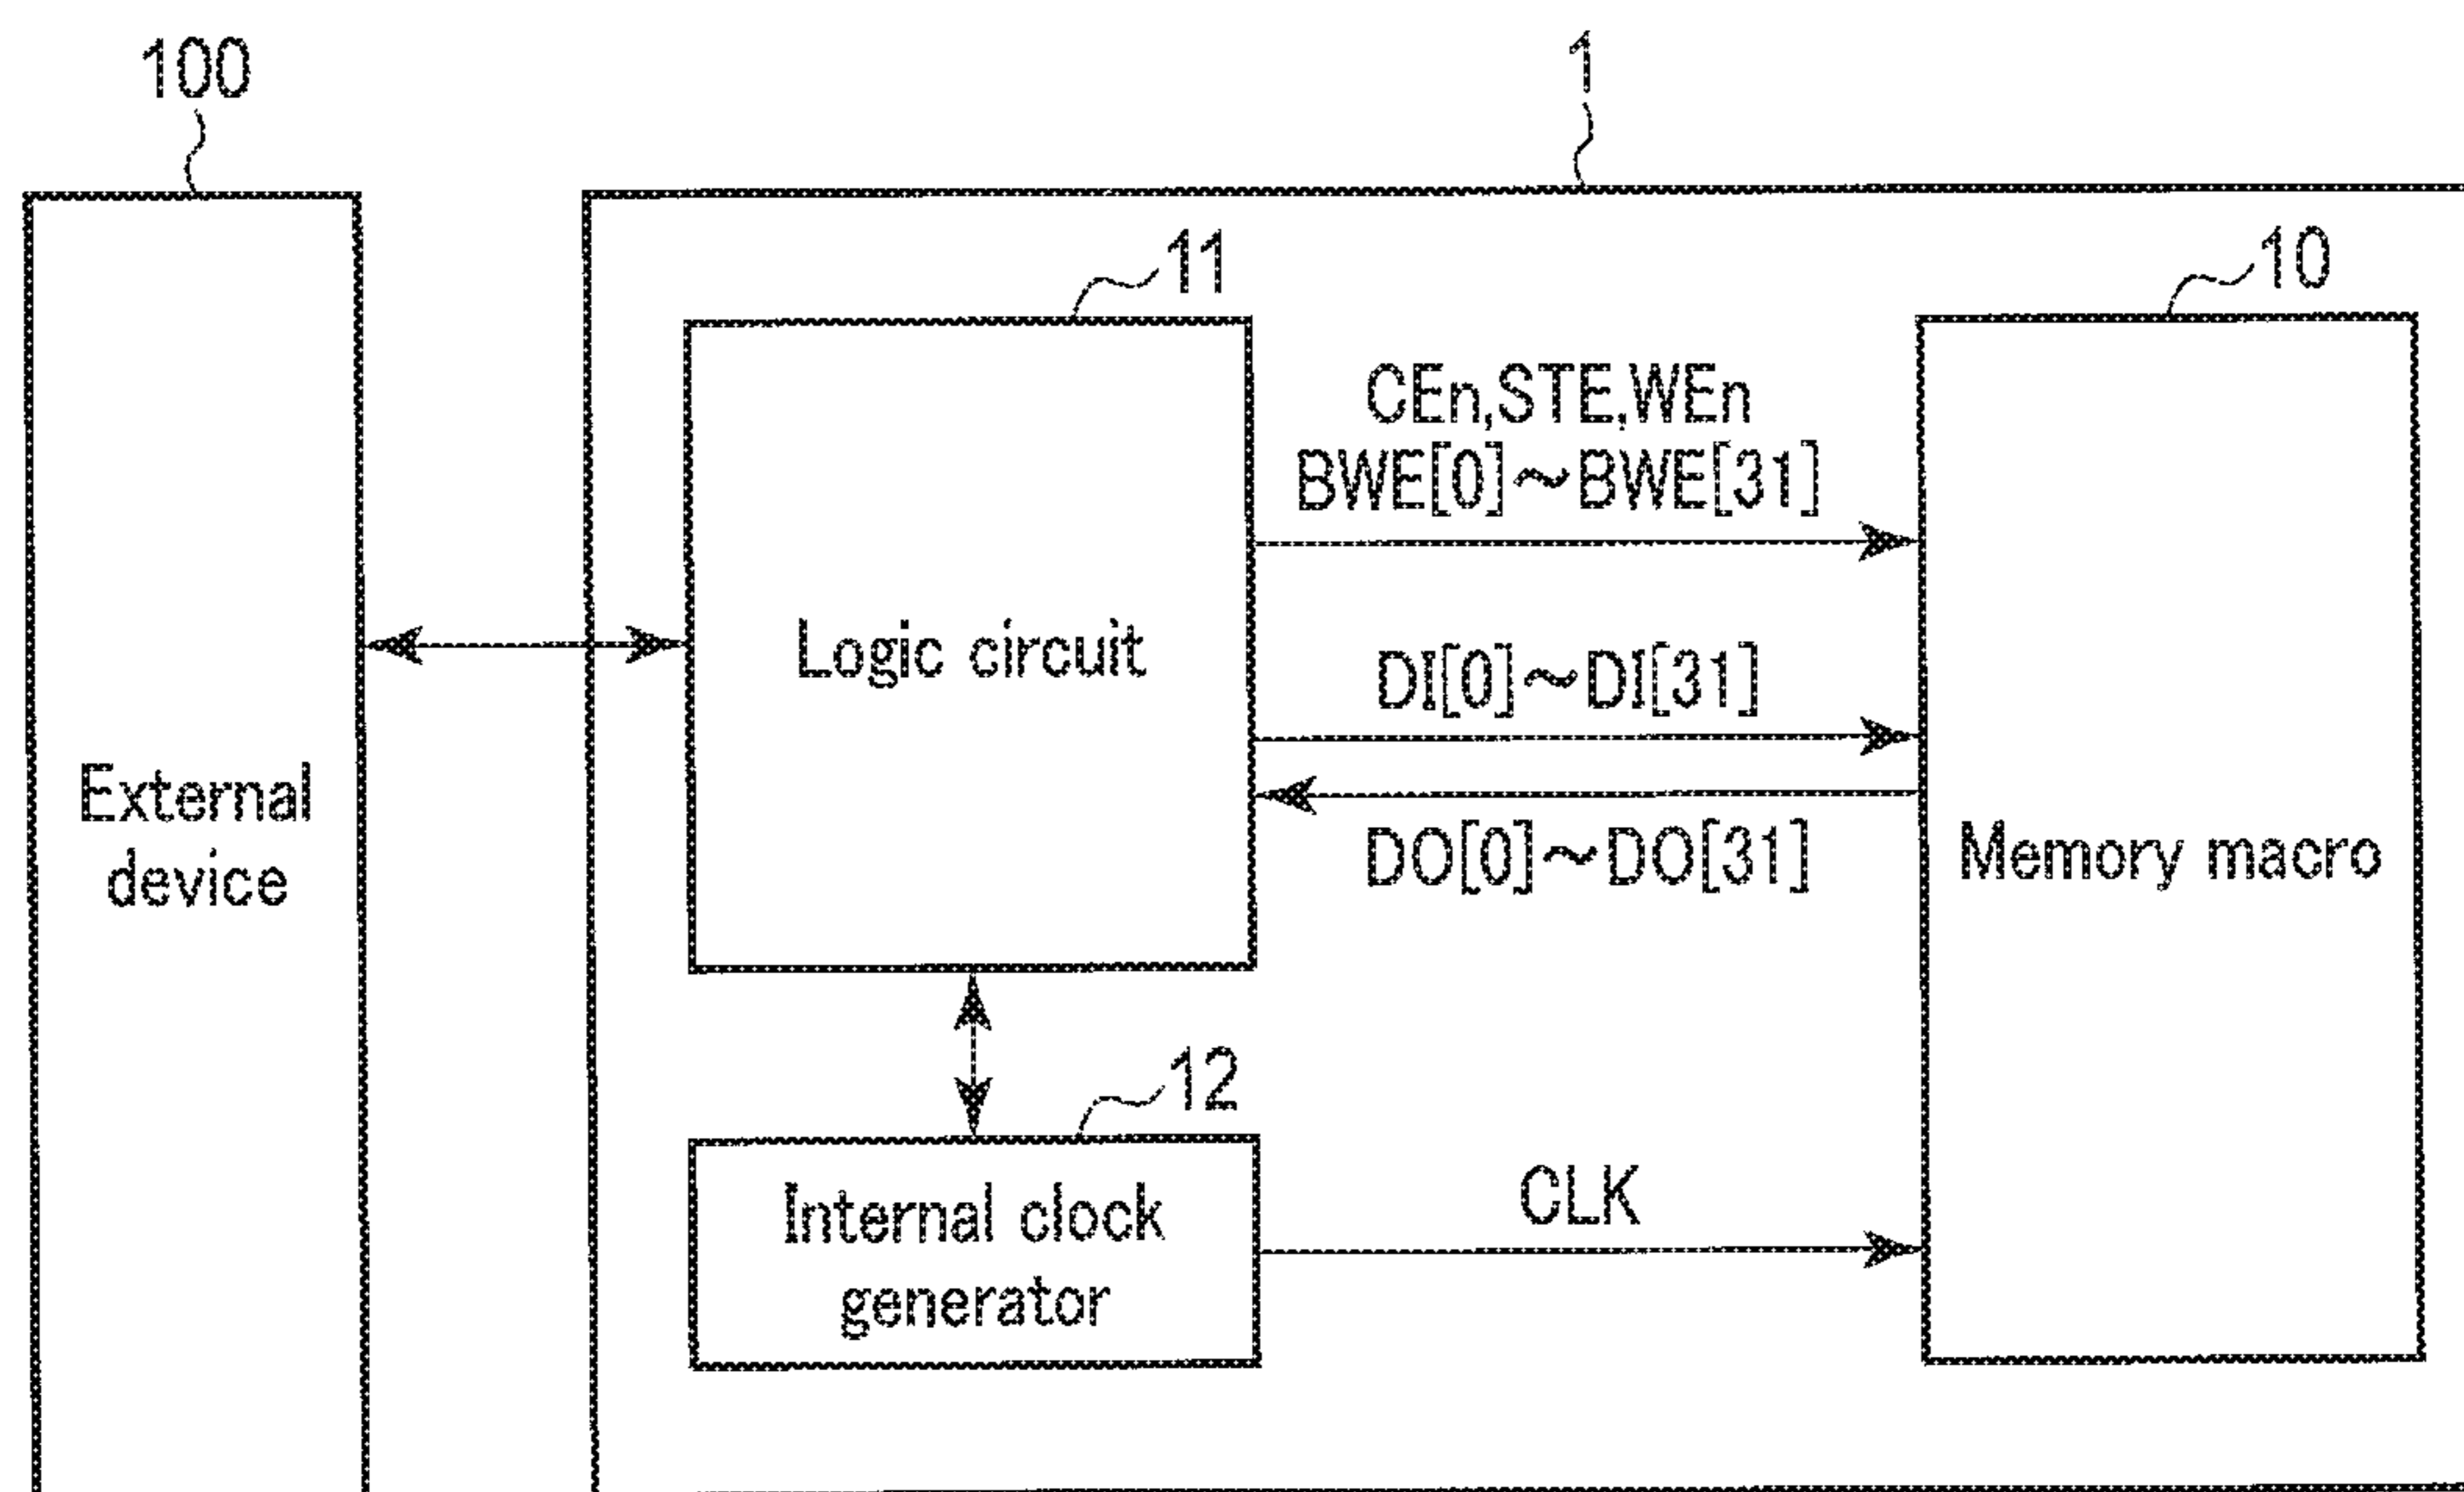 100
1
11
10
CEn,STE,WEn
BWE[0]~BWE[31]
Logic circuit
DI[0]~DI[31]
DO[0]~DO[31]
External
device
Memory macro
12
Internal clock
generator
CLK